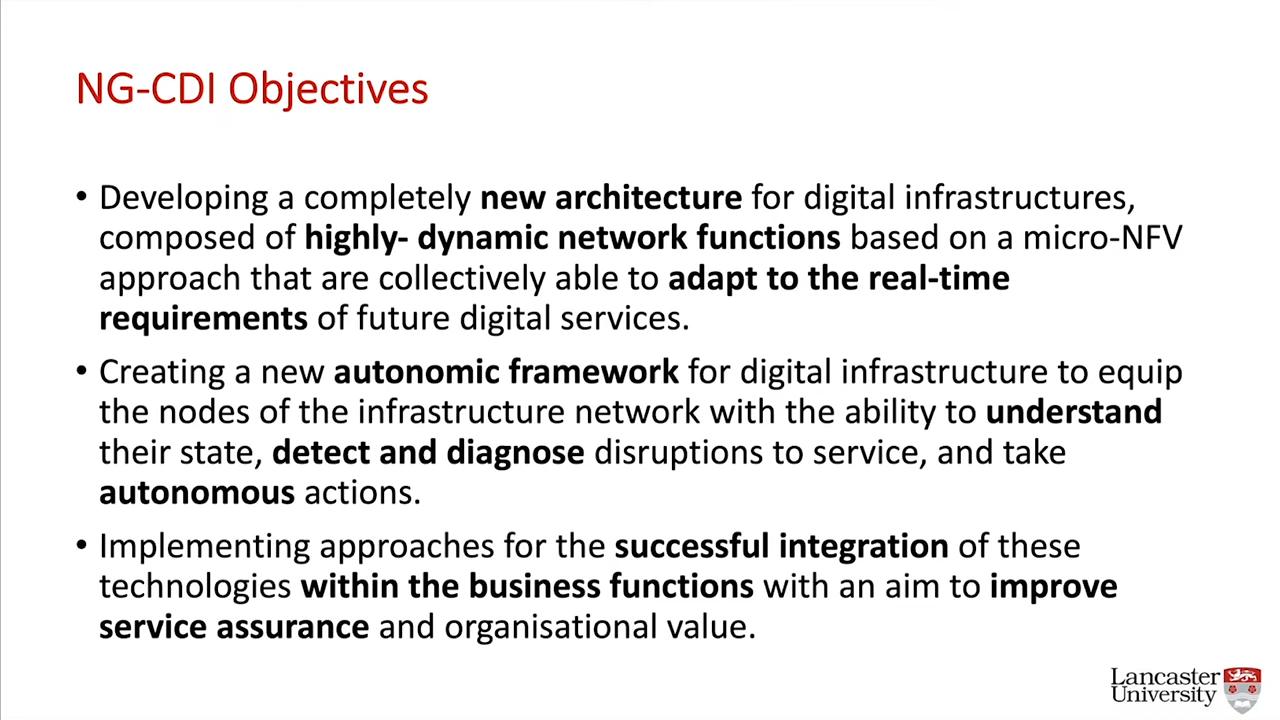 NG-CDI Objectives
• Developing a completely new architecture for digital infrastructures,
composed of highly- dynamic network functions based on a micro-NFV
approach that are collectively able to adapt to the real-time
requirements of future digital services.
• Creating a new autonomic framework for digital infrastructure to equip
the nodes of the infrastructure network with the ability to understand
their state, detect and diagnose disruptions to service, and take
autonomous actions.
• Implementing approaches for the successful integration of these
technologies within the business functions with an aim to improve
service assurance and organisational value.
Lancaster
University